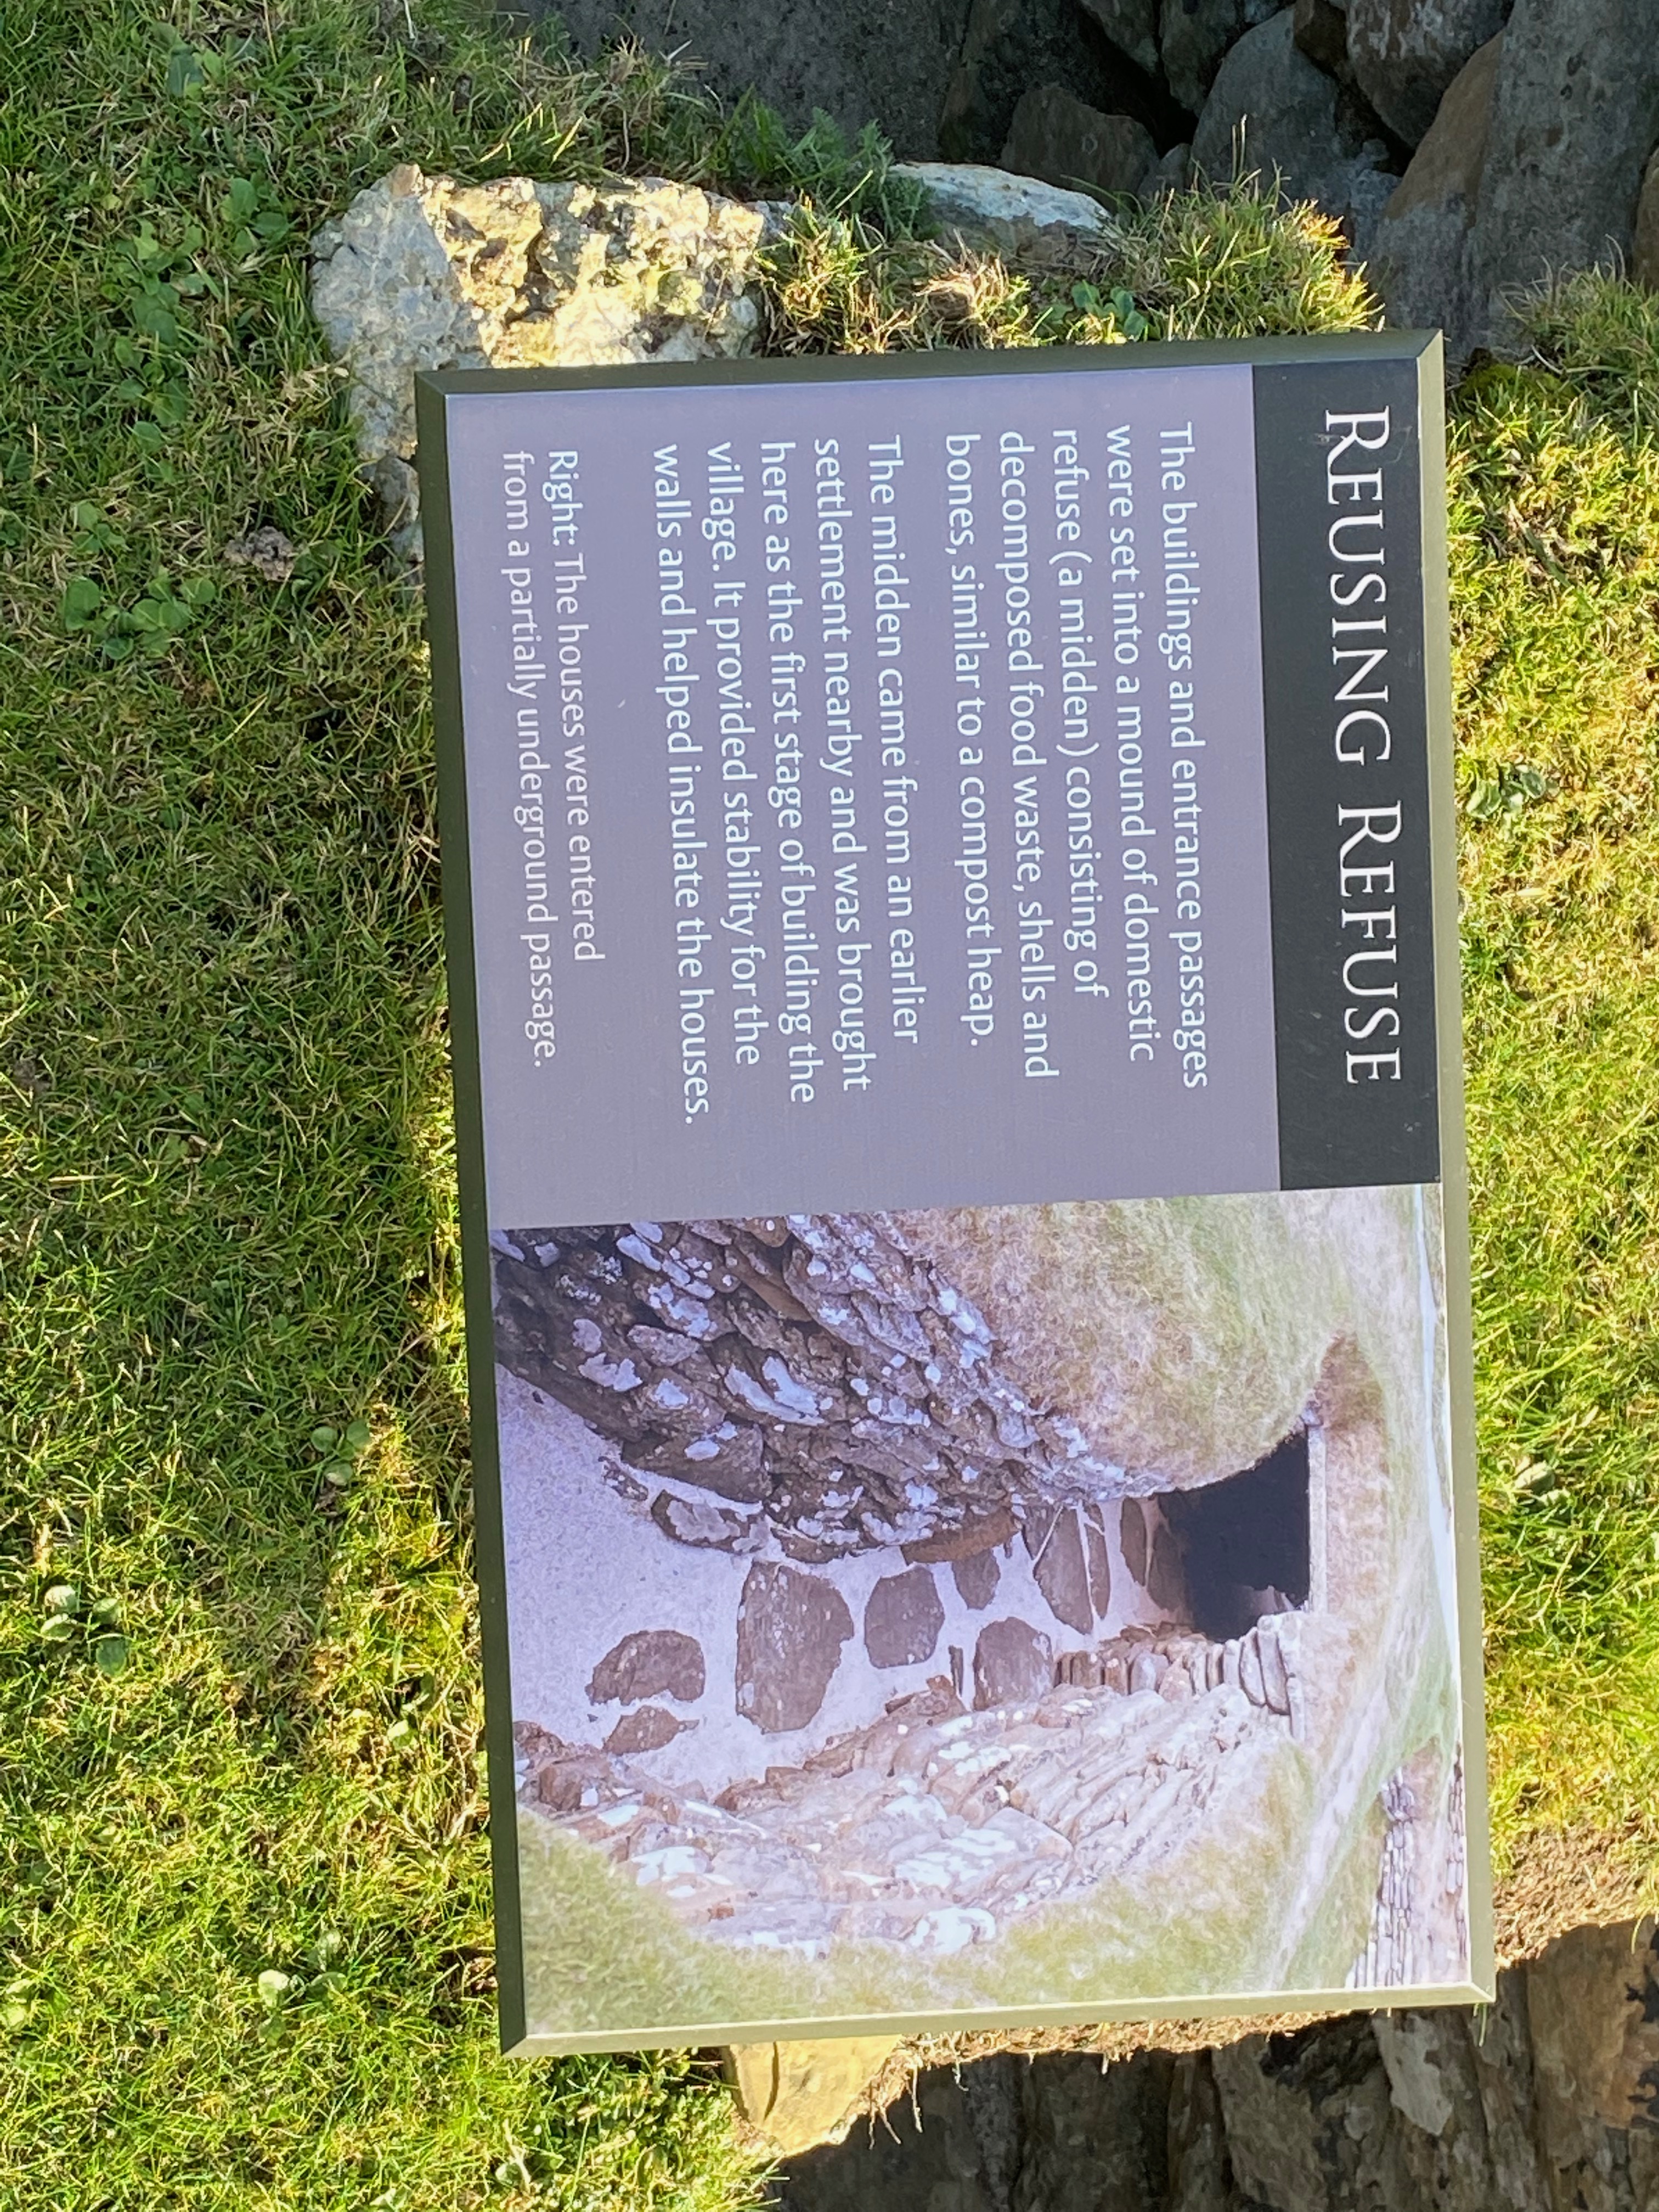 REUSING REFUSE
The buildings and entrance passages
were set into a mound of domestic
refuse (a midden) consisting of
decomposed food waste, shells and
bones, similar to a compost heap.
The midden came from an earlier
settlement nearby and was brought
here as the first stage of building the
village. It provided stability for the
walls and helped insulate the houses.
Right: The houses were entered
from a partially underground passage.